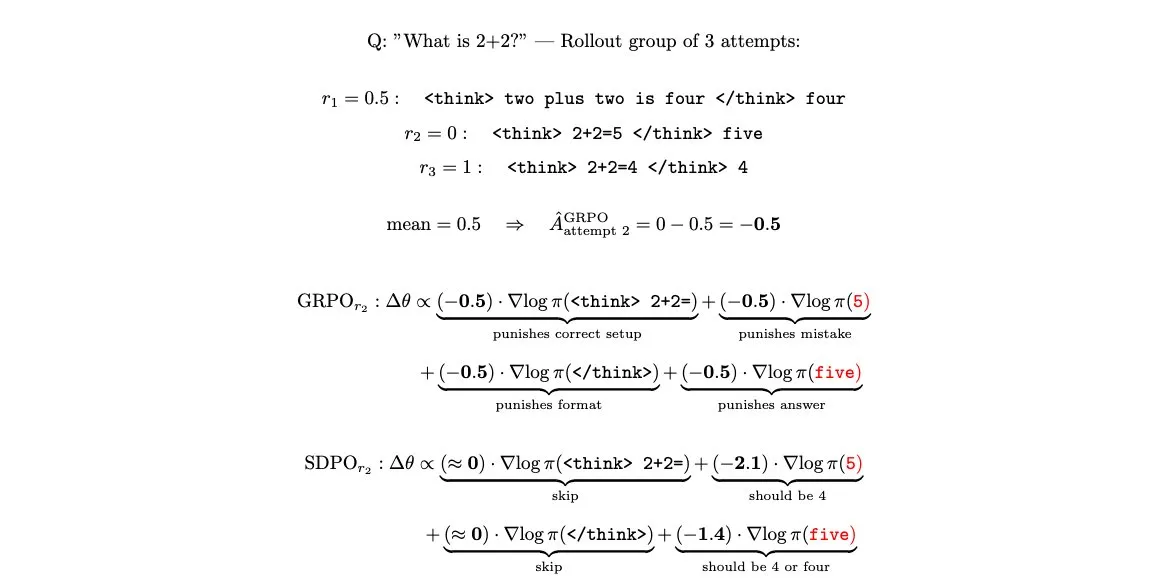 Q: ”What is 2+2?” — Rollout group of 3 attempts:
r₁ = 0.5 : <think> two plus two is four </think> four
r₂ = 0 : <think> 2+2=5 </think> five
r₃ = 1 : <think> 2+2=4 </think> 4
mean = 0.5 ⇒ Â^GRPO_attempt 2 = 0 − 0.5 = −0.5
GRPO_r₂ : Δθ ∝ (−0.5) · ∇log π(<think> 2+2=) + (−0.5) · ∇log π(5)
punishes correct setup punishes mistake
+ (−0.5) · ∇log π(</think>) + (−0.5) · ∇log π(five)
punishes format punishes answer
SDPO_r₂ : Δθ ∝ (≈ 0) · ∇log π(<think> 2+2=) + (−2.1) · ∇log π(5)
skip should be 4
+ (≈ 0) · ∇log π(</think>) + (−1.4) · ∇log π(five)
skip should be 4 or four